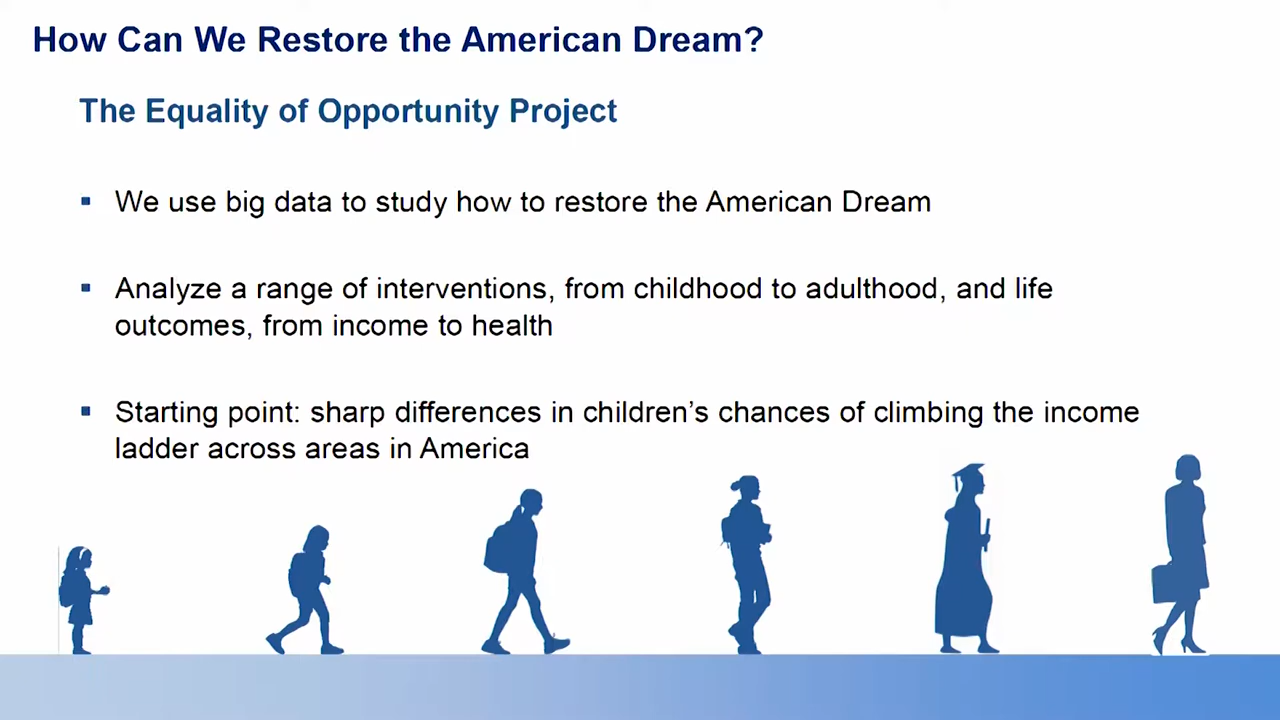 How Can We Restore the American Dream?
The Equality of Opportunity Project
▪ We use big data to study how to restore the American Dream
▪ Analyze a range of interventions, from childhood to adulthood, and life
outcomes, from income to health
▪ Starting point: sharp differences in children’s chances of climbing the income
ladder across areas in America